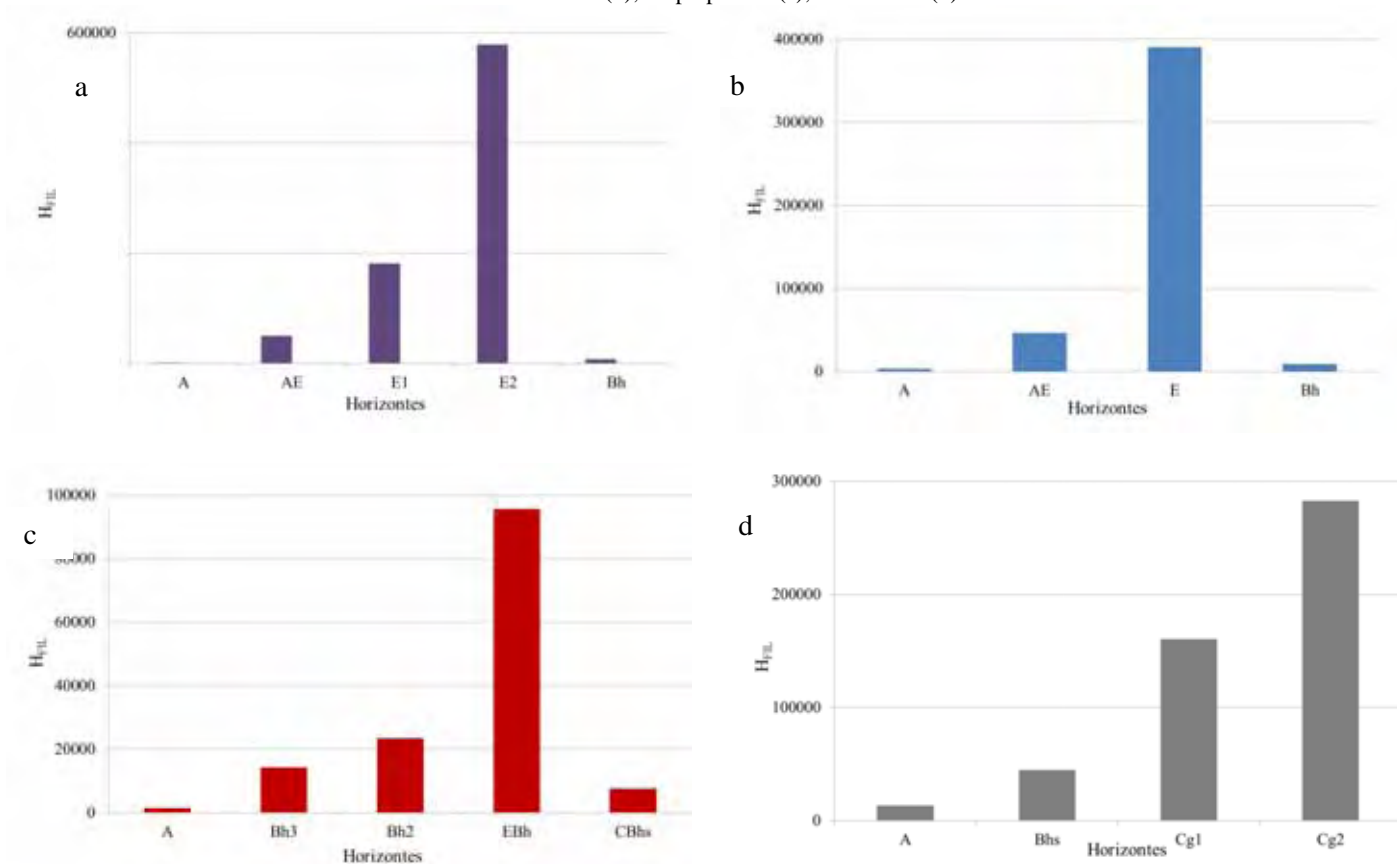 600000
a
H_FIL
A AE E1 E2 Bh
Horizontes
400000
b
300000
H_FIL
200000
100000
0
A AE E Bh
Horizontes
100000
c
60000
H_FIL
40000
20000
0
A Bh3 Bh2 EBh CBhs
Horizontes
300000
d
200000
H_FIL
100000
0
A Bhs Cg1 Cg2
Horizontes